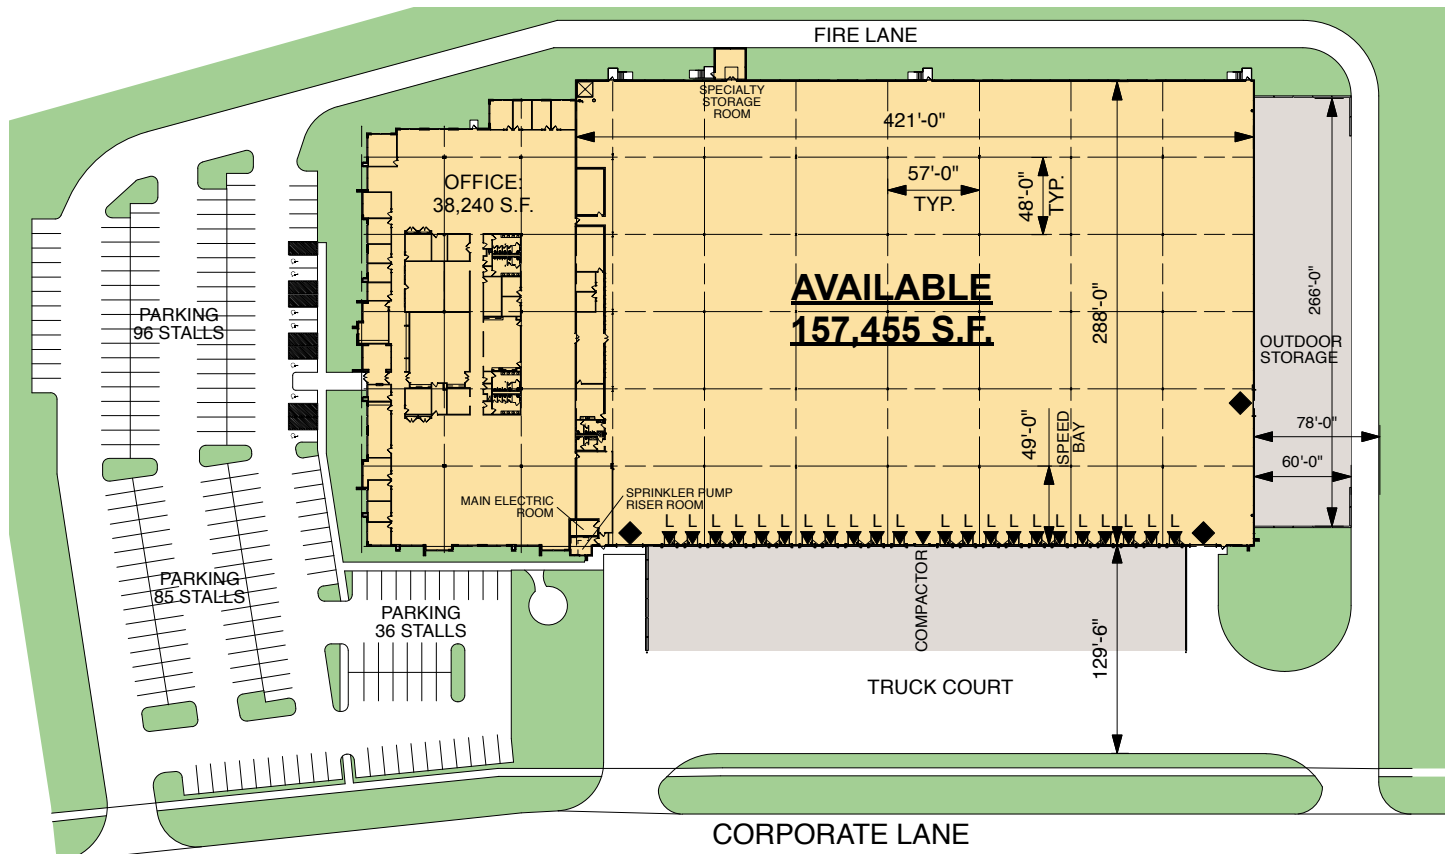 FIRE LANE
SPECIALTY
STORAGE
ROOM
421'-0"
OFFICE:
38,240 S.F.
57'-0"
TYP.
48'-0"
TYP.
AVAILABLE
157,455 S.F.
288'-0"
266'-0"
OUTDOOR
STORAGE
PARKING
96 STALLS
49'-0"
SPEED
BAY
78'-0"
60'-0"
MAIN ELECTRIC
ROOM
SPRINKLER PUMP
RISER ROOM
L L L L L L L L L L L L L L L L L L L L L L
PARKING
85 STALLS
PARKING
36 STALLS
COMPACTOR
129'-6"
TRUCK COURT
CORPORATE LANE